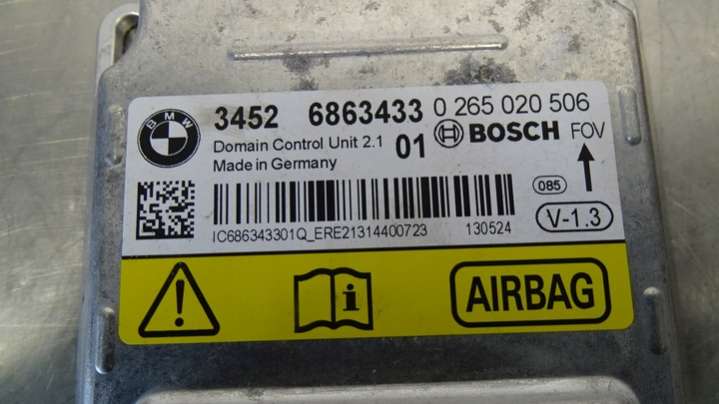 BMW
3452 6863433 0 265 020 506
Domain Control Unit 2.1 01 BOSCH FOV
Made in Germany
085
V-1.3
IC686343301Q_ERE21314400723 130524
AIRBAG